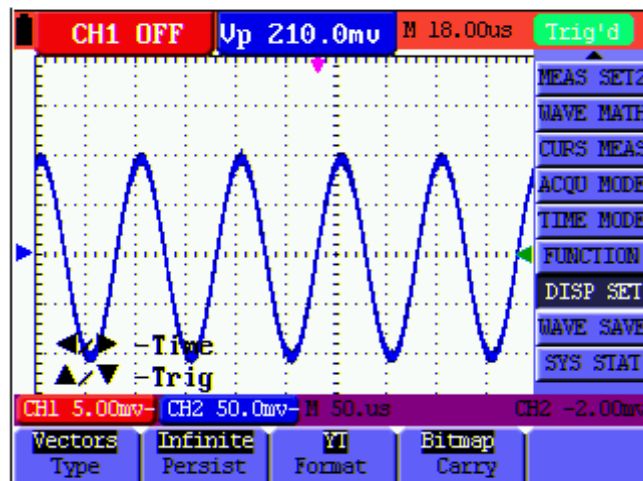 CH1 OFF Vp 210.0mv M 18.00us Trig'd
MEAS SET2
WAVE MATH
CURS MEAS
ACQU MODE
TIME MODE
FUNCTION
DISP SET
WAVE SAVE
SYS STAT
◀/▶ -Time
▲/▼ -Trig
CH1 5.00mv- CH2 50.0mv- M 50.us CH2 -2.00mv
Vectors Infinite YT Bitmap
Type Persist Format Carry